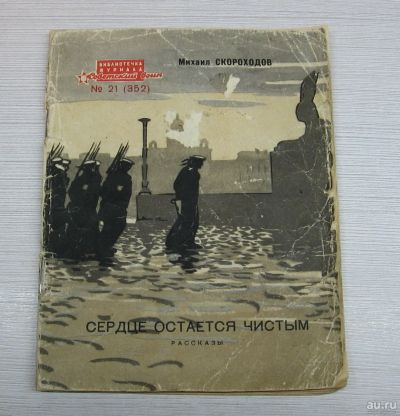 БИБЛИОТЕЧКА
ЖУРНАЛА
Советский воин
№ 21 (352)
Михаил СКОРОХОДОВ
СЕРДЦЕ ОСТАЕТСЯ ЧИСТЫМ
РАССКАЗЫ
au.ru